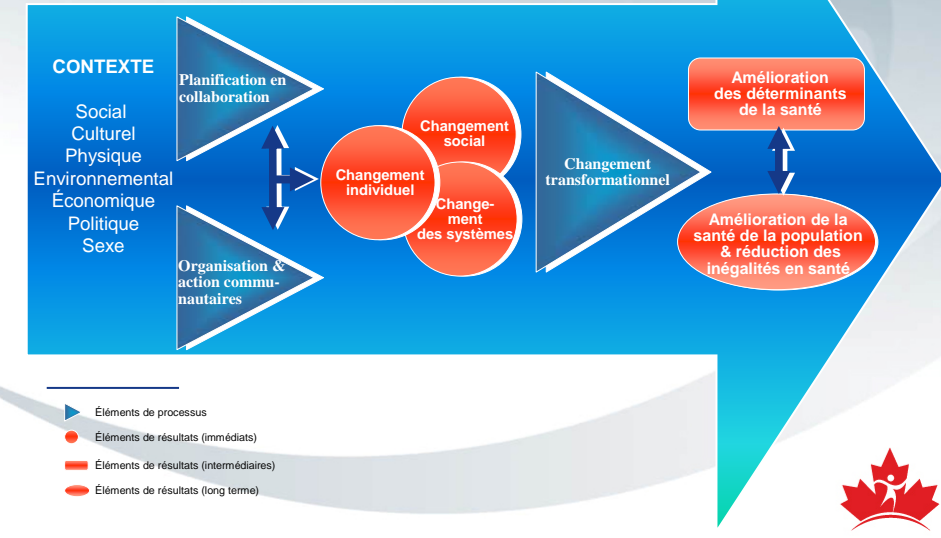 CONTEXTE
Social
Culturel
Physique
Environnemental
Économique
Politique
Sexe
Planification en
collaboration
Organisation &
action commu-
nautaires
Changement
individuel
Changement
social
Change-
ment
des systèmes
Changement
transformationnel
Amélioration
des déterminants
de la santé
Amélioration de la
santé de la population
& réduction des
inégalités en santé
Éléments de processus
Éléments de résultats (immédiats)
Éléments de résultats (intermédiaires)
Éléments de résultats (long terme)